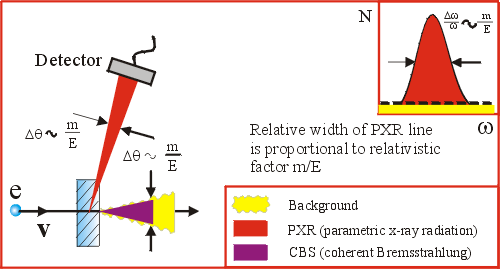 N
Δω/ω ~ m/E
ω
Detector
Δθ ~ m/E
Δθ ~ m/E
e
v
Relative width of PXR line
is proportional to relativistic
factor m/E
Background
PXR (parametric x-ray radiation)
CBS (coherent Bremsstrahlung)